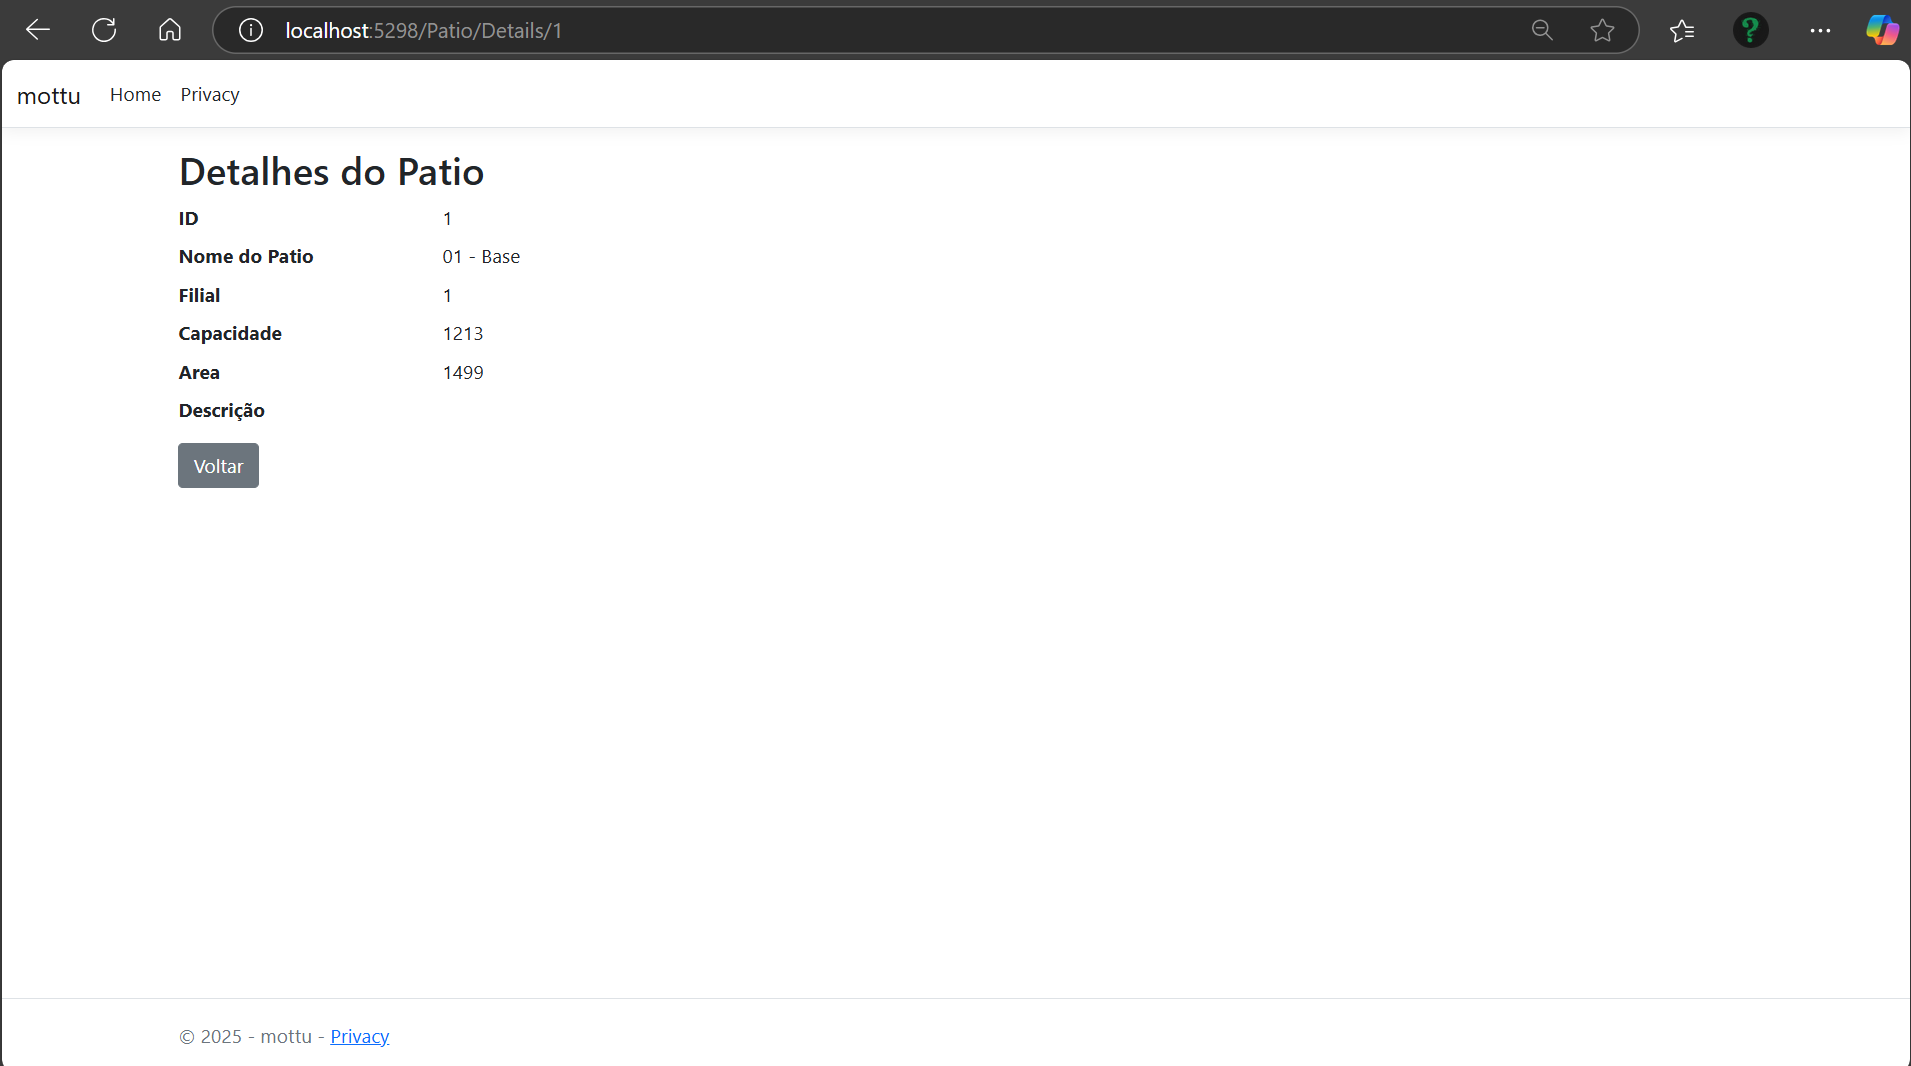 localhost:5298/Patio/Details/1
mottu Home Privacy
Detalhes do Patio
ID 1
Nome do Patio 01 - Base
Filial 1
Capacidade 1213
Area 1499
Descrição
Voltar
© 2025 - mottu - Privacy